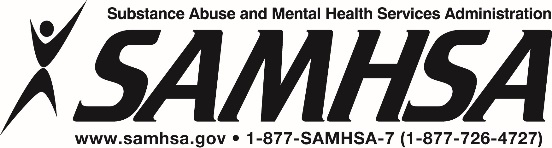 Substance Abuse and Mental Health Services Administration
SAMHSA
www.samhsa.gov • 1-877-SAMHSA-7 (1-877-726-4727)